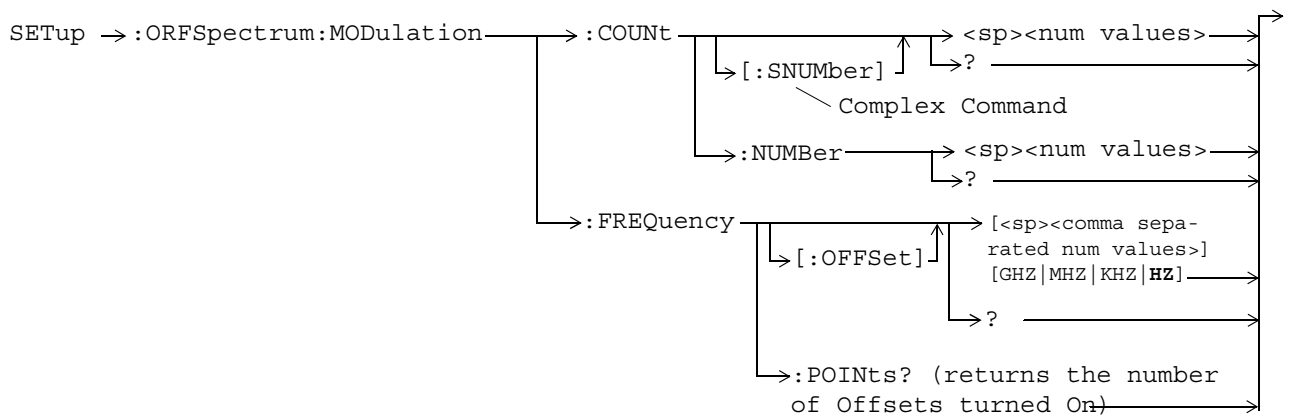 SETup :ORFSpectrum:MODulation :COUNt <sp><num values>
[:SNUMber] ?
Complex Command
:NUMBer <sp><num values>
?
:FREQuency [<sp><comma sepa-
rated num values>]
[:OFFSet] [GHZ|MHZ|KHZ|HZ]
?
:POINts? (returns the number
of Offsets turned On)